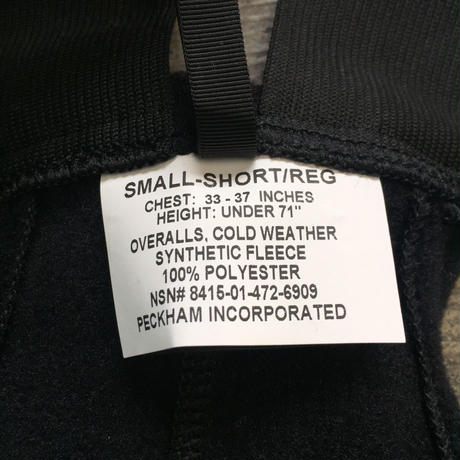 SMALL-SHORT/REG
CHEST: 33 - 37 INCHES
HEIGHT: UNDER 71"
OVERALLS, COLD WEATHER
SYNTHETIC FLEECE
100% POLYESTER
NSN# 8415-01-472-6909
PECKHAM INCORPORATED